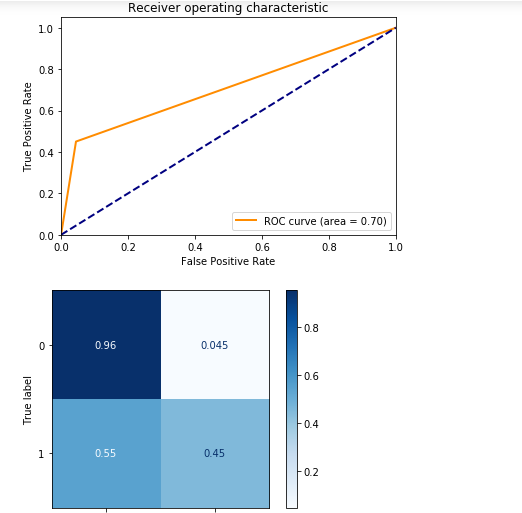 Receiver operating characteristic
1.0
0.8
0.6
0.4
0.2
0.0
True Positive Rate
ROC curve (area = 0.70)
0.0 0.2 0.4 0.6 0.8 1.0
False Positive Rate
True label
0
1
0.96 0.045
0.55 0.45
0.8
0.6
0.4
0.2